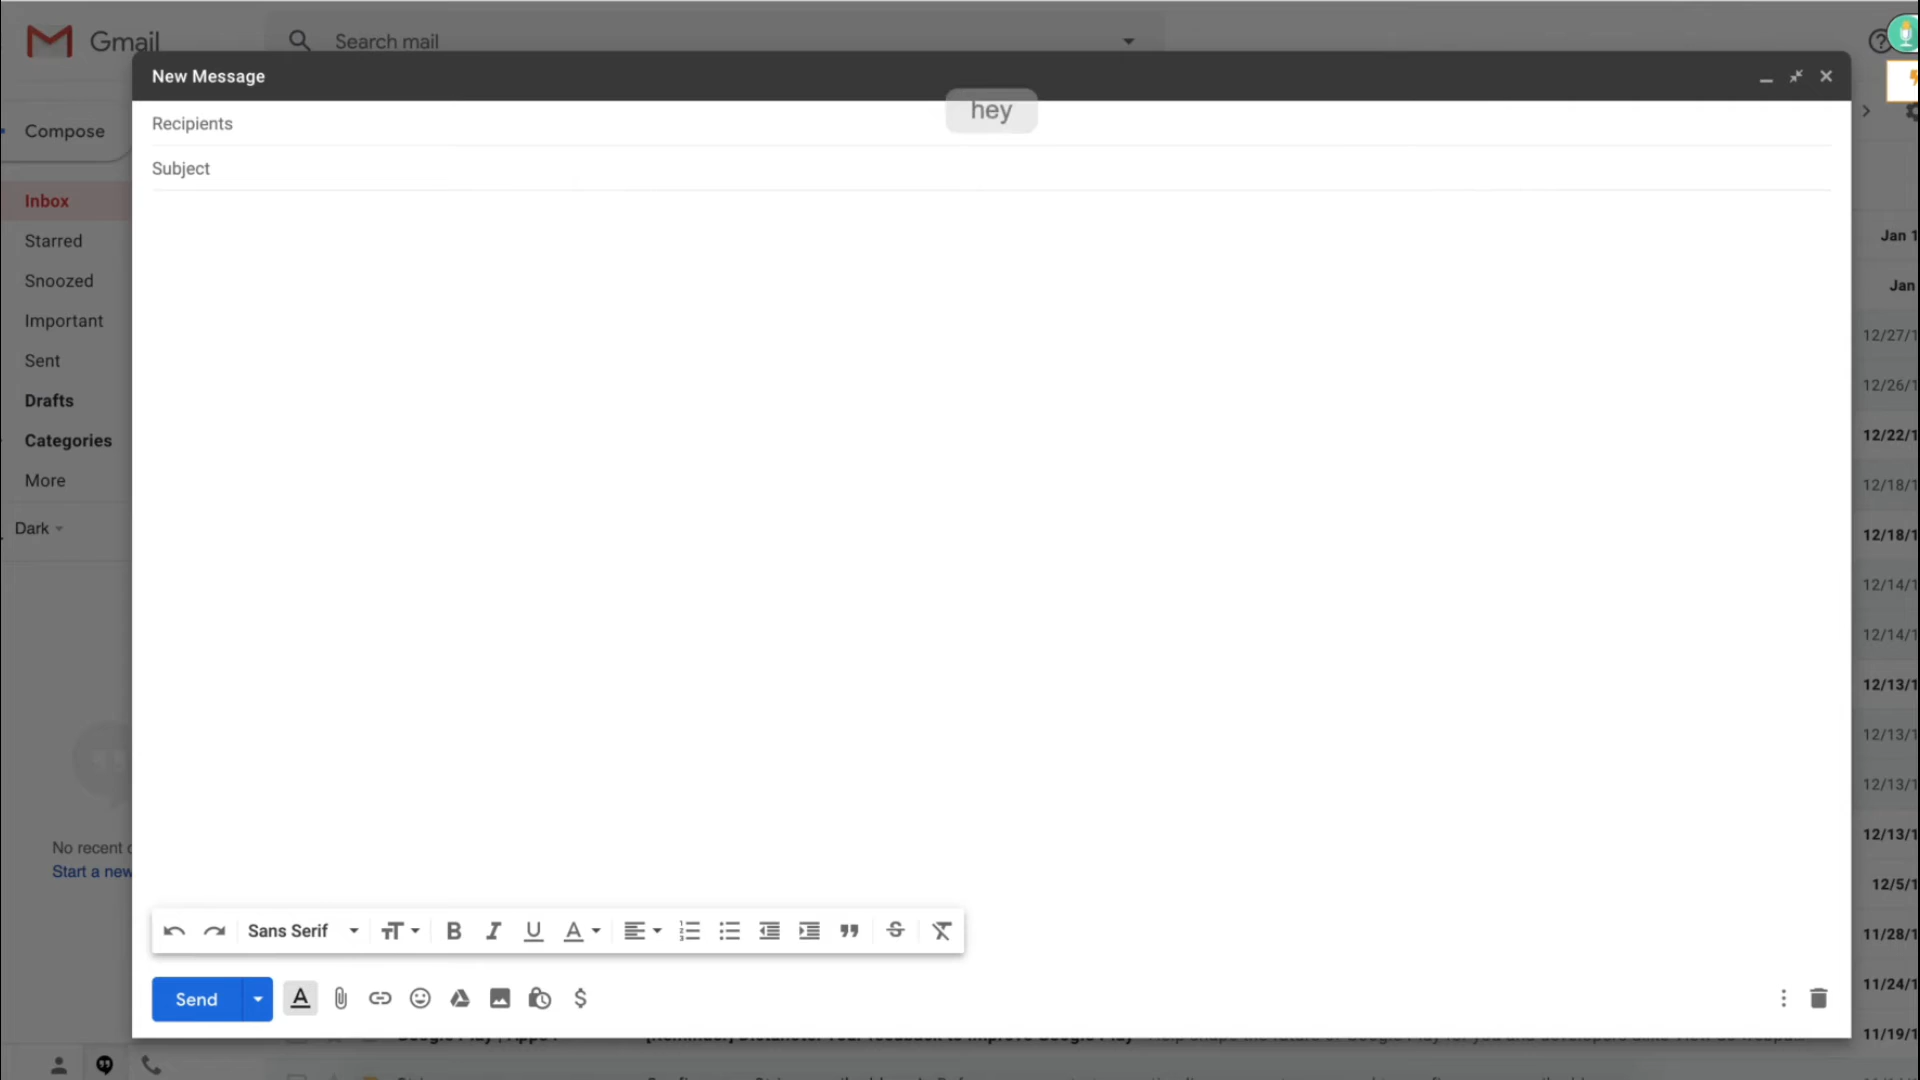 Gmail
Search mail
New Message
hey
Recipients
Subject
Compose
Inbox
Starred
Snoozed
Important
Sent
Drafts
Categories
More
Dark
No recent
Start a new
Jan 1
Jan
12/27/1
12/26/1
12/22/1
12/18/1
12/18/1
12/14/1
12/14/1
12/13/1
12/13/1
12/13/1
12/13/1
12/5/1
11/28/1
11/24/1
11/19/1
Sans Serif
Send